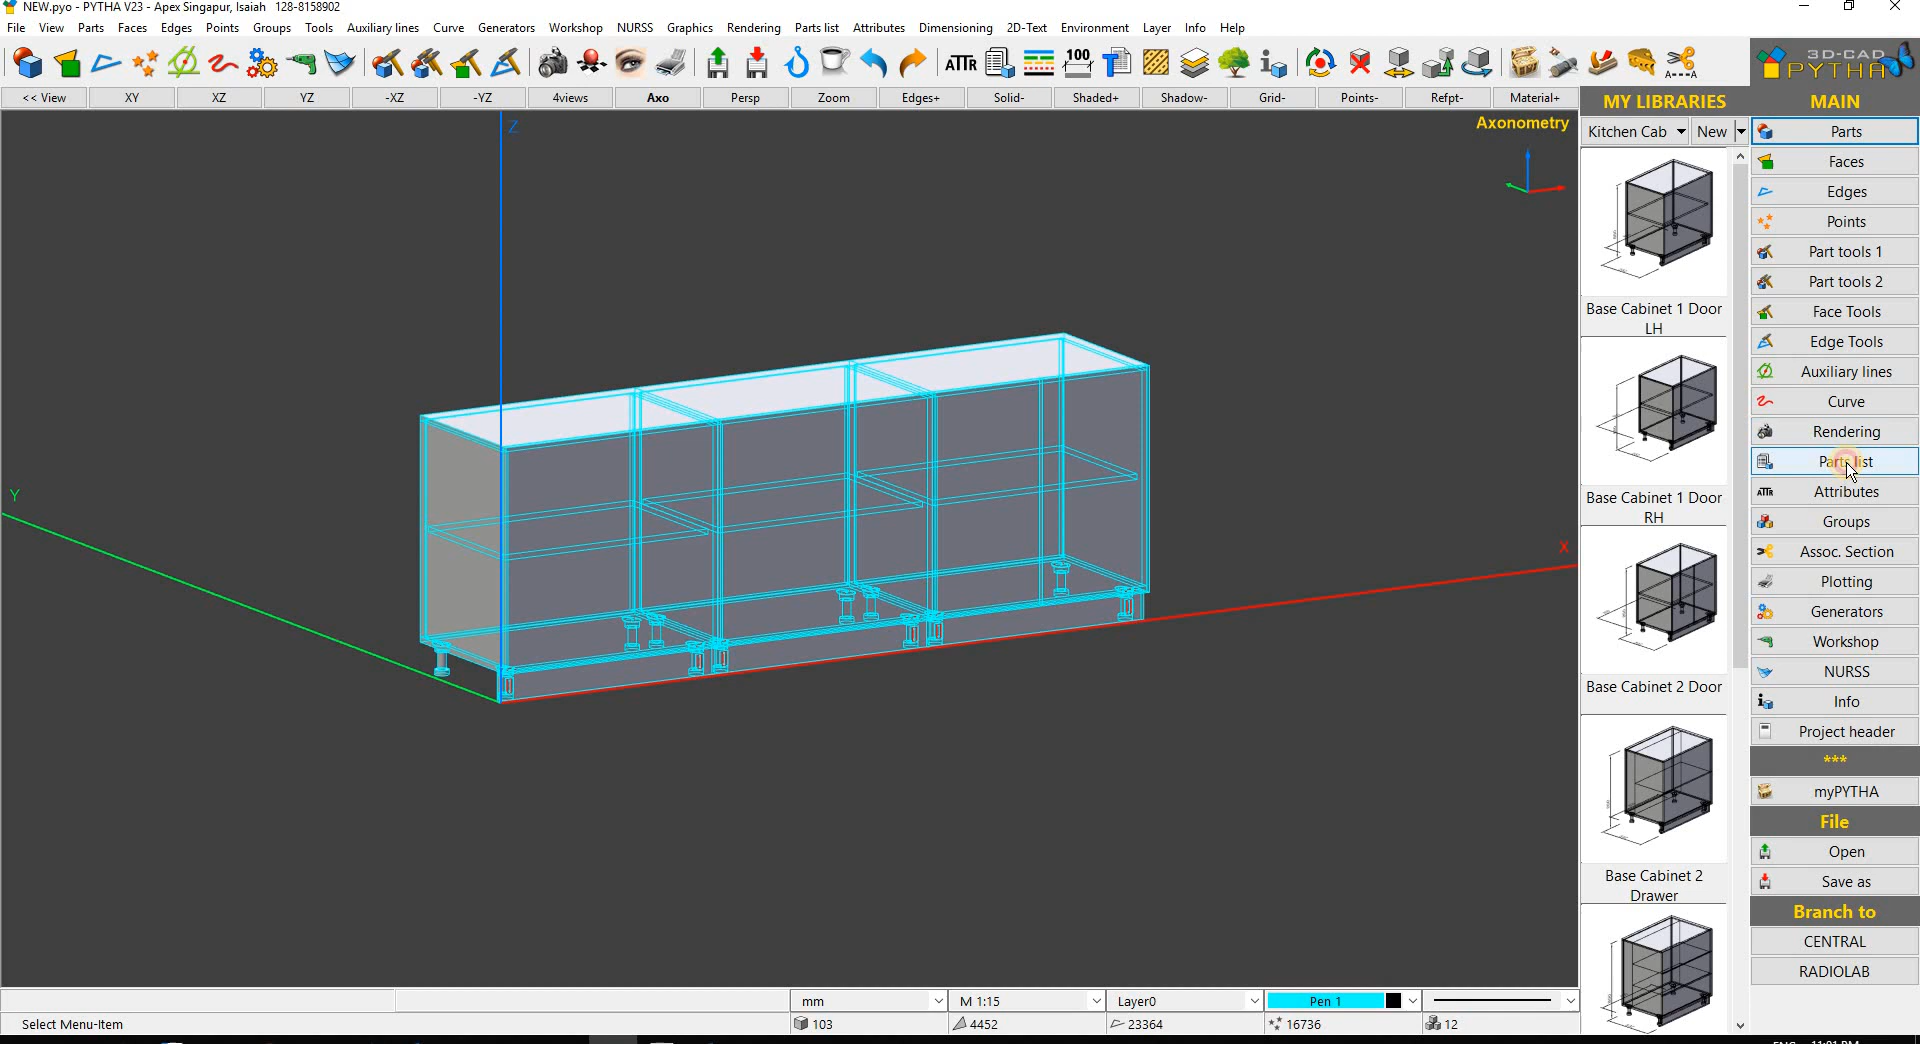 NEW.pyo - PYTHA V23 - Apex Singapur, Isaiah 128-8158902
File View Parts Faces Edges Points Groups Tools Auxiliary lines Curve Generators Workshop NURSS Graphics Rendering Parts list Attributes Dimensioning 2D-Text Environment Layer Info Help
ATTR 100 A----A 3D-CAD PYTHA
<< View XY XZ YZ -XZ -YZ 4views Axo Persp Zoom Edges+ Solid- Shaded+ Shadow- Grid- Points- Refpt- Material+
MY LIBRARIES MAIN
Axonometry
Z
Y
X
Kitchen Cab New
Base Cabinet 1 Door
LH
Base Cabinet 1 Door
RH
Base Cabinet 2 Door
Base Cabinet 2
Drawer
Parts
Faces
Edges
Points
Part tools 1
Part tools 2
Face Tools
Edge Tools
Auxiliary lines
Curve
Rendering
Parts list
ATTR Attributes
Groups
Assoc. Section
Plotting
Generators
Workshop
NURSS
Info
Project header
***
myPYTHA
File
Open
Save as
Branch to
CENTRAL
RADIOLAB
mm M 1:15 Layer0 Pen 1
Select Menu-Item 103 4452 23364 16736 12